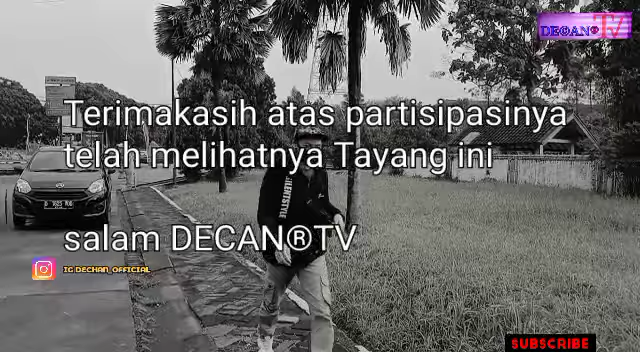 DECAN®TV
Terimakasih atas partisipasinya
telah melihatnya Tayang ini
salam DECAN®TV
IG DECHAN_OFFICIAL
SUBSCRIBE